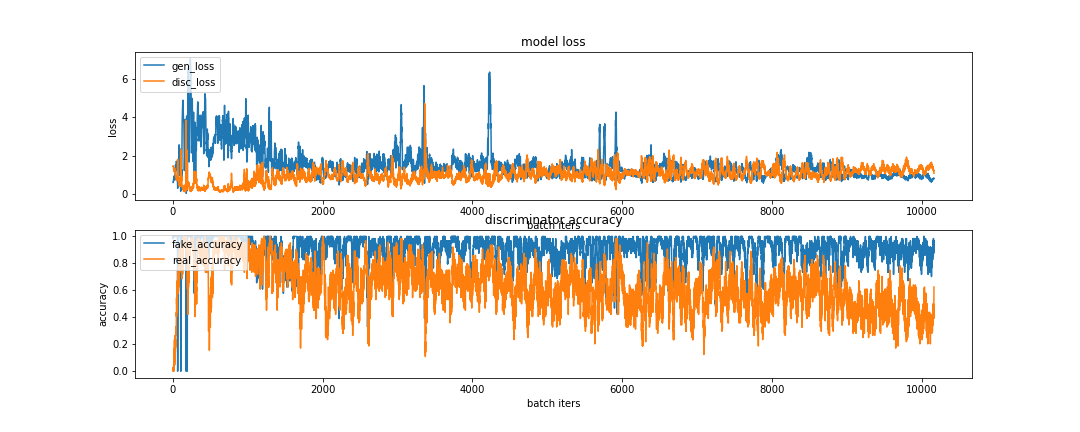 model loss
gen_loss
disc_loss
loss
6
4
2
0
0
2000
4000
6000
8000
10000
batch iters
discriminator accuracy
fake_accuracy
real_accuracy
accuracy
1.0
0.8
0.6
0.4
0.2
0.0
0
2000
4000
6000
8000
10000
batch iters